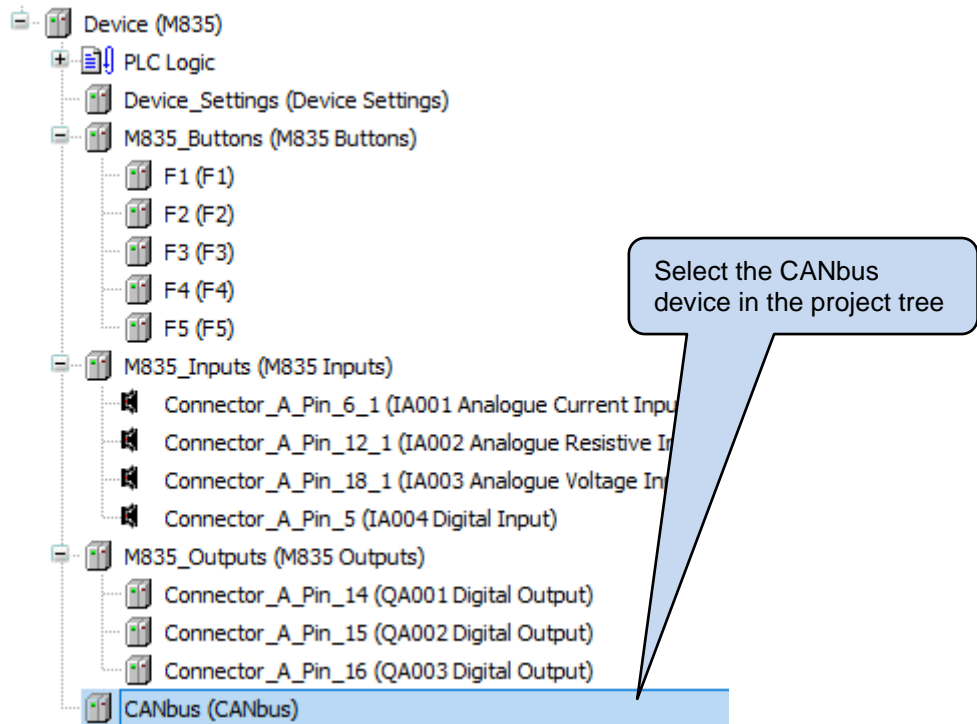 Device (M835)
PLC Logic
Device_Settings (Device Settings)
M835_Buttons (M835 Buttons)
F1 (F1)
F2 (F2)
F3 (F3)
F4 (F4)
F5 (F5)
Select the CANbus
device in the project tree
M835_Inputs (M835 Inputs)
Connector_A_Pin_6_1 (IA001 Analogue Current Inpu
Connector_A_Pin_12_1 (IA002 Analogue Resistive I
Connector_A_Pin_18_1 (IA003 Analogue Voltage In
Connector_A_Pin_5 (IA004 Digital Input)
M835_Outputs (M835 Outputs)
Connector_A_Pin_14 (QA001 Digital Output)
Connector_A_Pin_15 (QA002 Digital Output)
Connector_A_Pin_16 (QA003 Digital Output)
CANbus (CANbus)